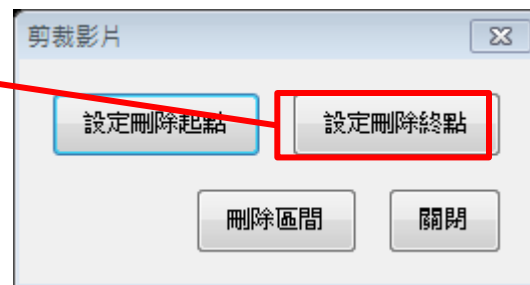 剪裁影片
設定刪除起點 設定刪除終點
刪除區間 關閉